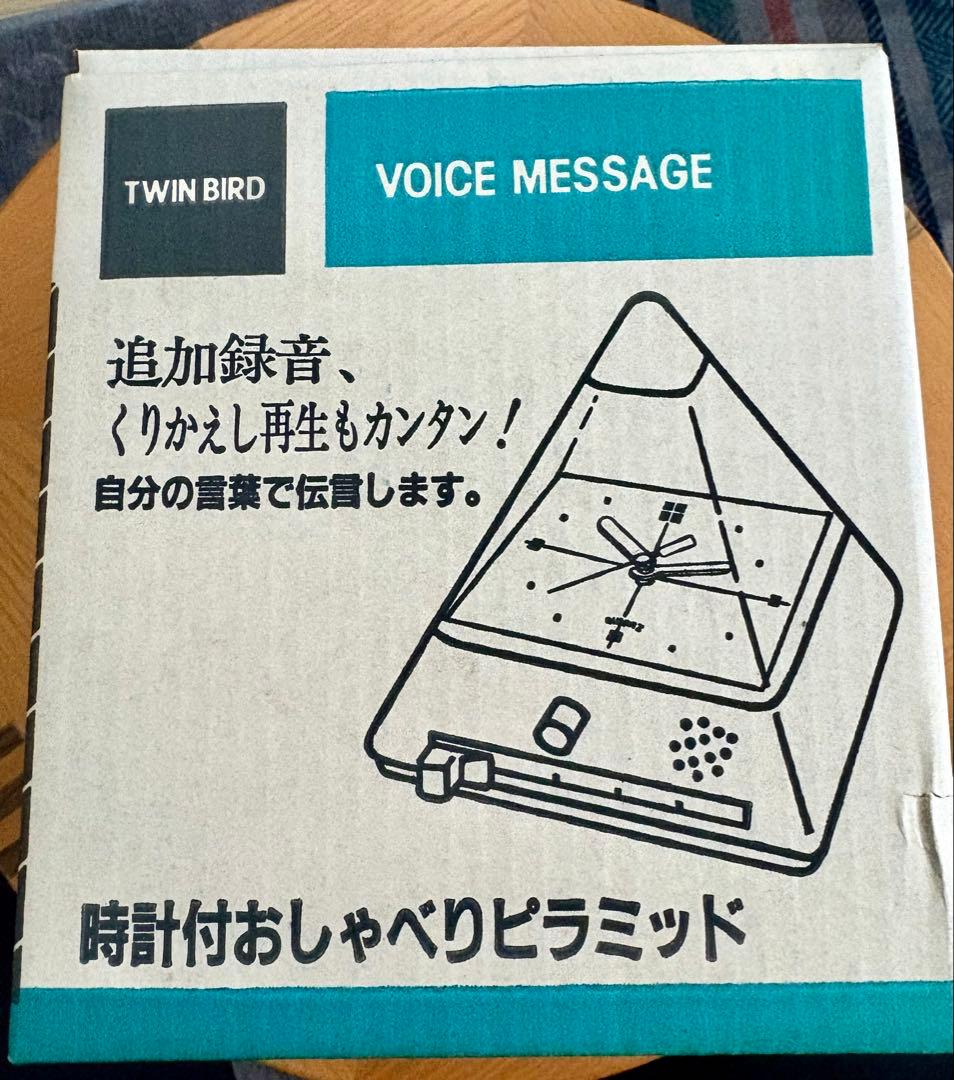 TWIN BIRD
VOICE MESSAGE
追加録音、
くりかえし再生もカンタン!
自分の言葉で伝言します。
時計付おしゃべりピラミッド